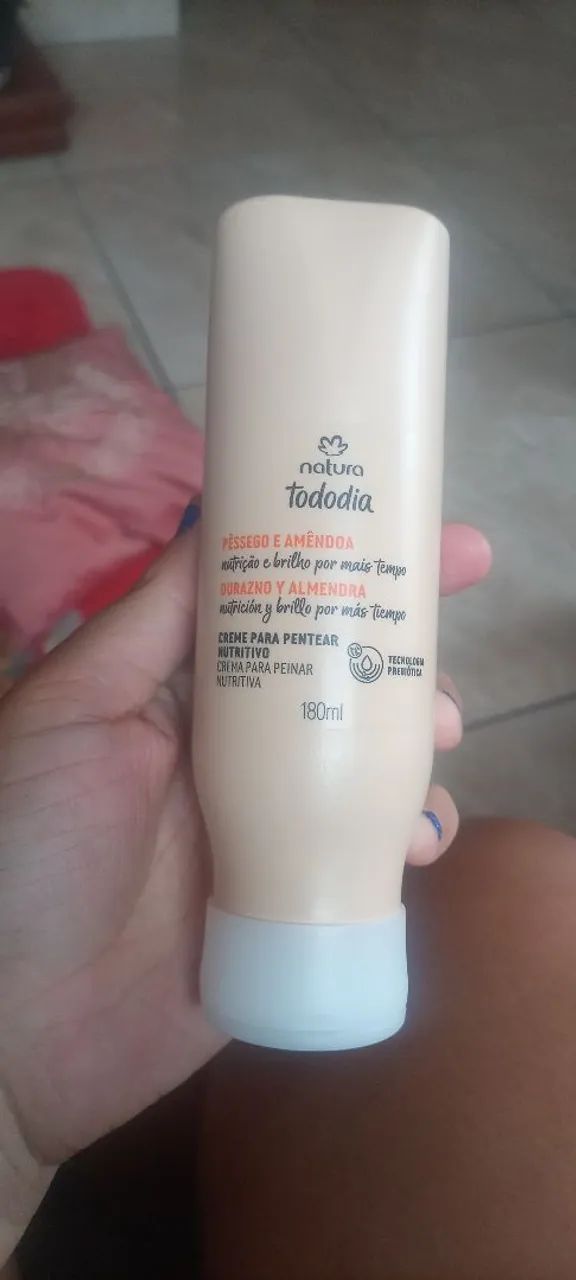 natura
tododia
PÊSSEGO E AMÊNDOA
nutrição e brilho por mais tempo
DURAZNO Y ALMENDRA
nutrición y brillo por más tiempo
CREME PARA PENTEAR
NUTRITIVO
CREMA PARA PEINAR
NUTRITIVA
TECNOLOGIA
PREBIÓTICA
180ml